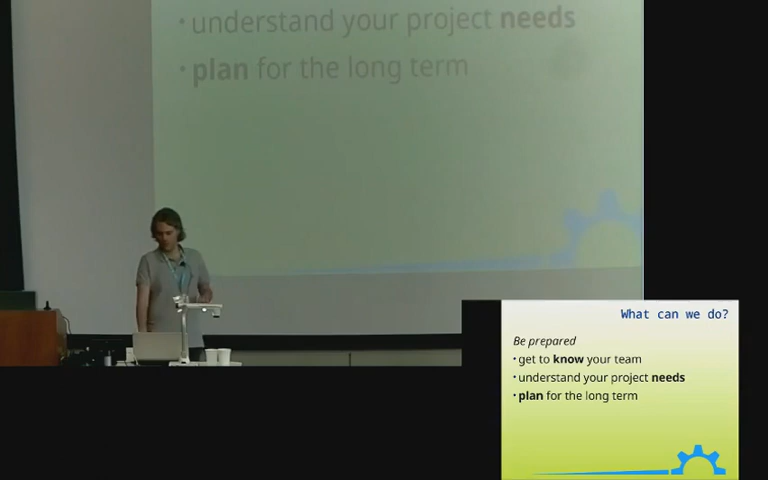 • understand your project needs
• plan for the long term
What can we do?
Be prepared
• get to know your team
• understand your project needs
• plan for the long term